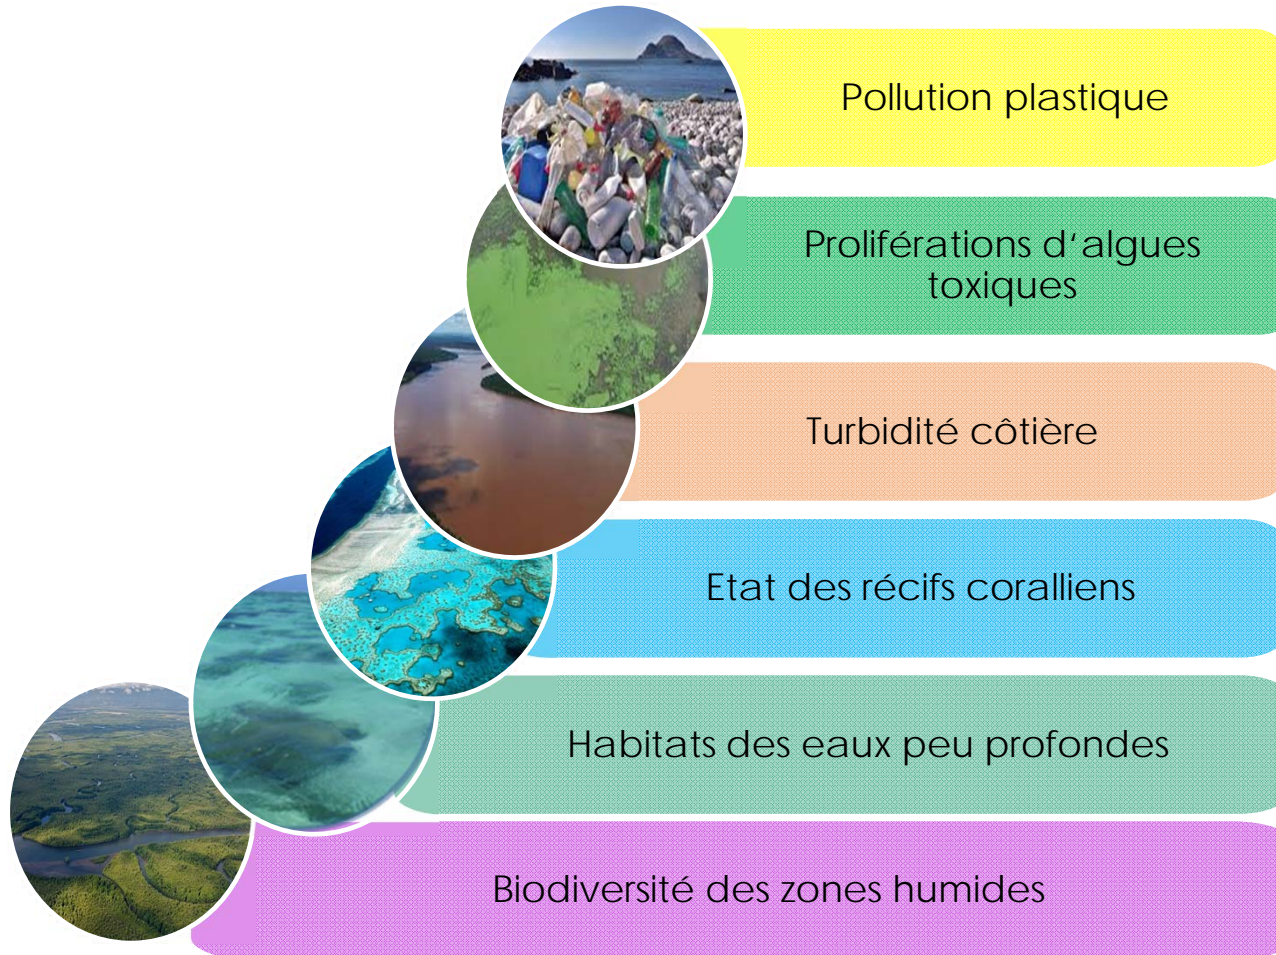 Pollution plastique
Proliférations d’algues
toxiques
Turbidité côtière
Etat des récifs coralliens
Habitats des eaux peu profondes
Biodiversité des zones humides